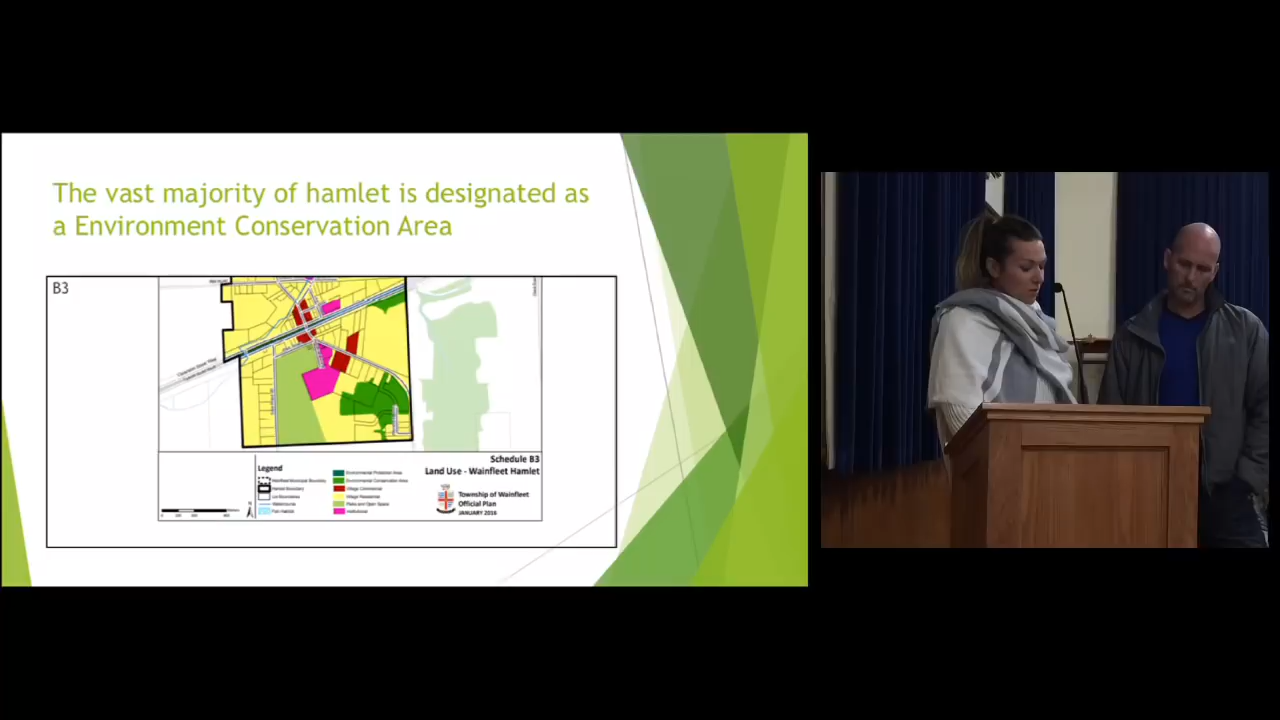 The vast majority of hamlet is designated as
a Environment Conservation Area
B3
Schedule B3
Land Use - Wainfleet Hamlet
Legend
Wainfleet Municipal Boundary
Hamlet Boundary
Lot Boundaries
Watercourse
Fish Habitat
Environmental Protection Area
Environmental Conservation Area
Village Commercial
Village Residential
Parks and Open Space
Institutional
Township of Wainfleet
Official Plan
JANUARY 2016
N